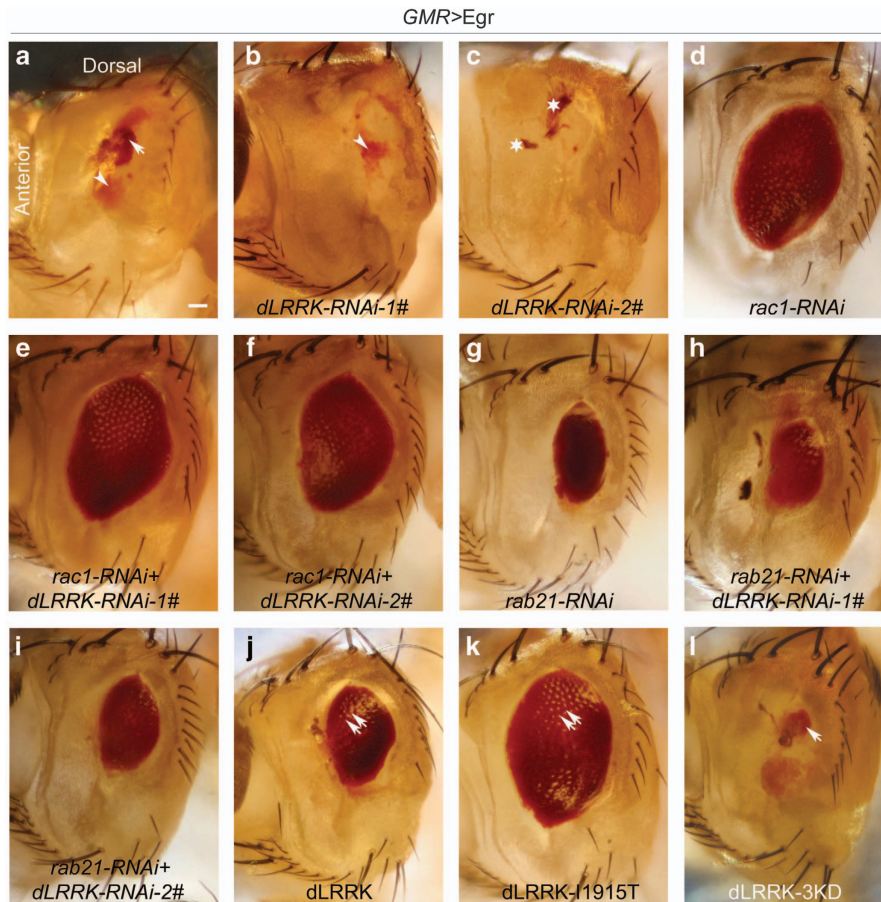 GMR>Egr
a
Dorsal
Anterior
b
dLRRK-RNAi-1#
c
dLRRK-RNAi-2#
d
rac1-RNAi
e
rac1-RNAi+
dLRRK-RNAi-1#
f
rac1-RNAi+
dLRRK-RNAi-2#
g
rab21-RNAi
h
rab21-RNAi+
dLRRK-RNAi-1#
i
rab21-RNAi+
dLRRK-RNAi-2#
j
dLRRK
k
dLRRK-I1915T
l
dLRRK-3KD